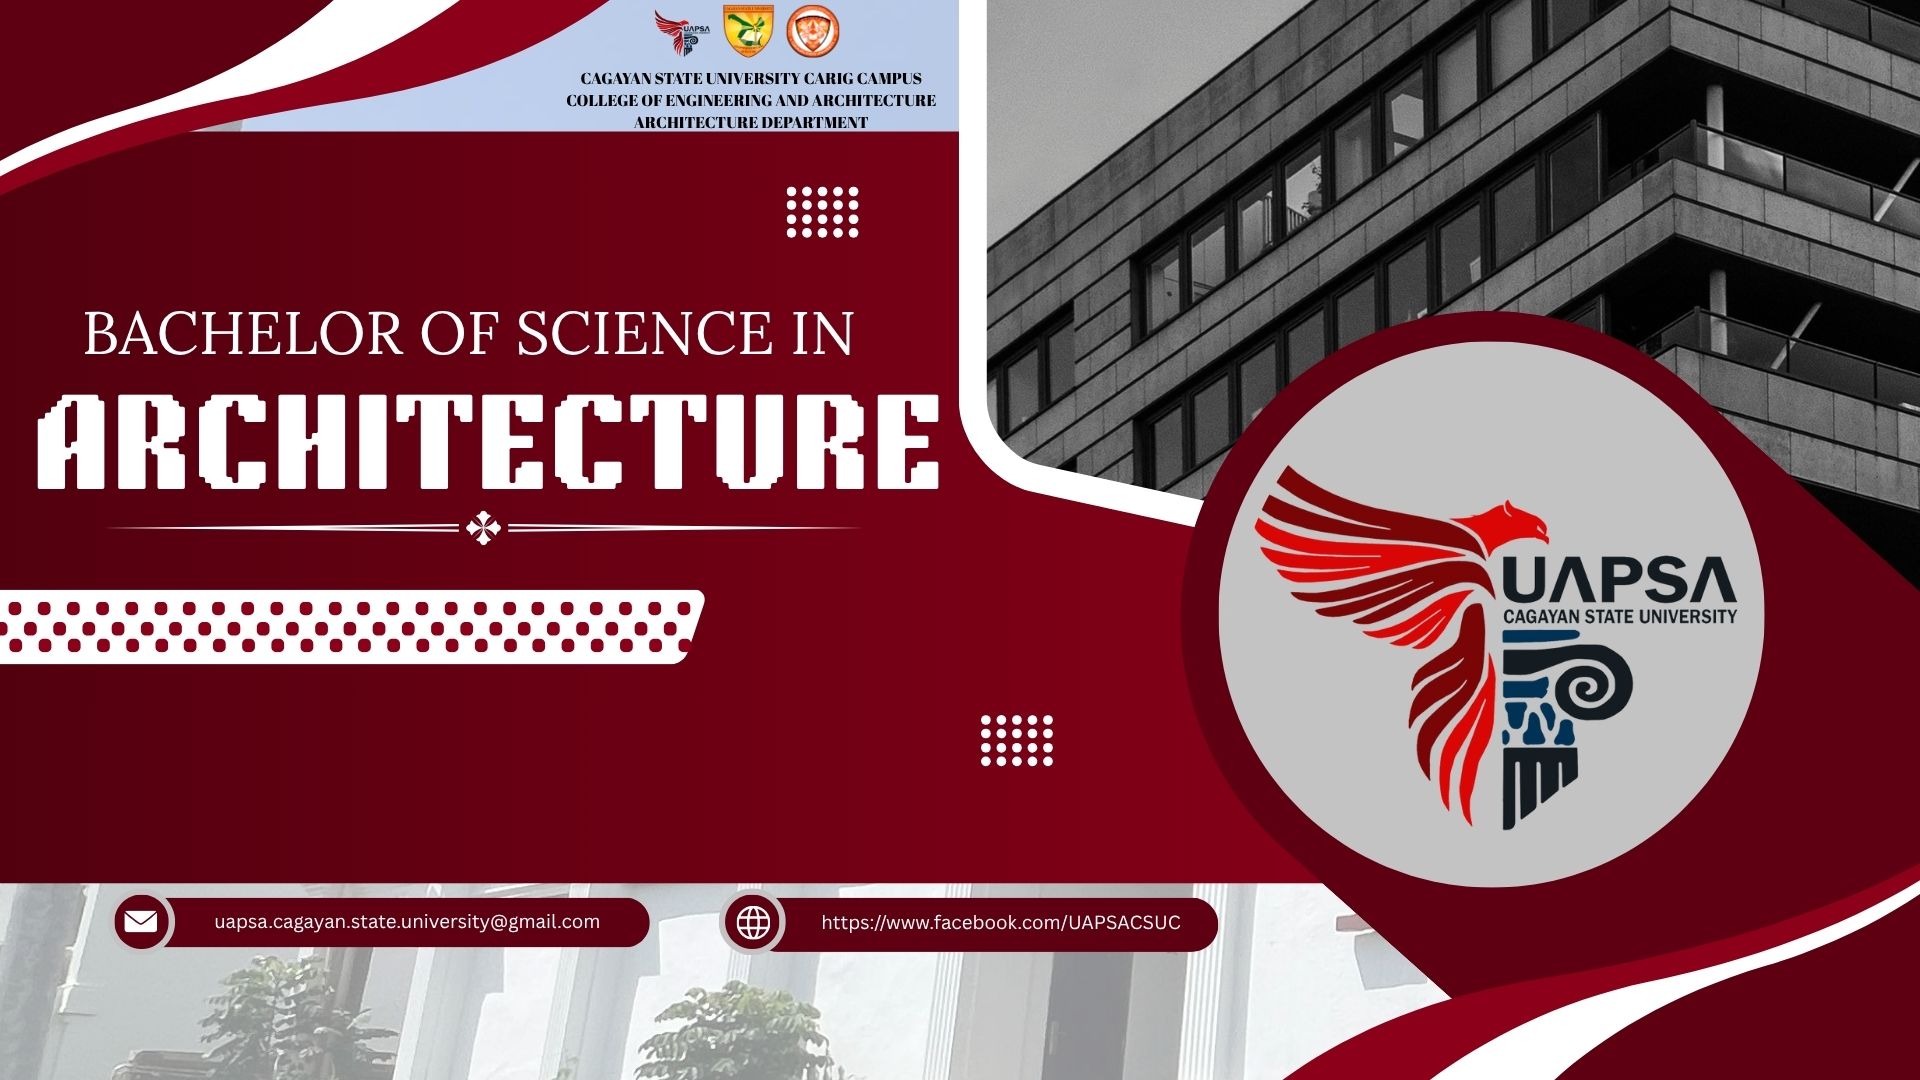 UAPSA
CAGAYAN STATE UNIVERSITY CARIG CAMPUS
COLLEGE OF ENGINEERING AND ARCHITECTURE
ARCHITECTURE DEPARTMENT
BACHELOR OF SCIENCE IN
ARCHITECTURE
UAPSA
CAGAYAN STATE UNIVERSITY
uapsa.cagayan.state.university@gmail.com
https://www.facebook.com/UAPSACSUC